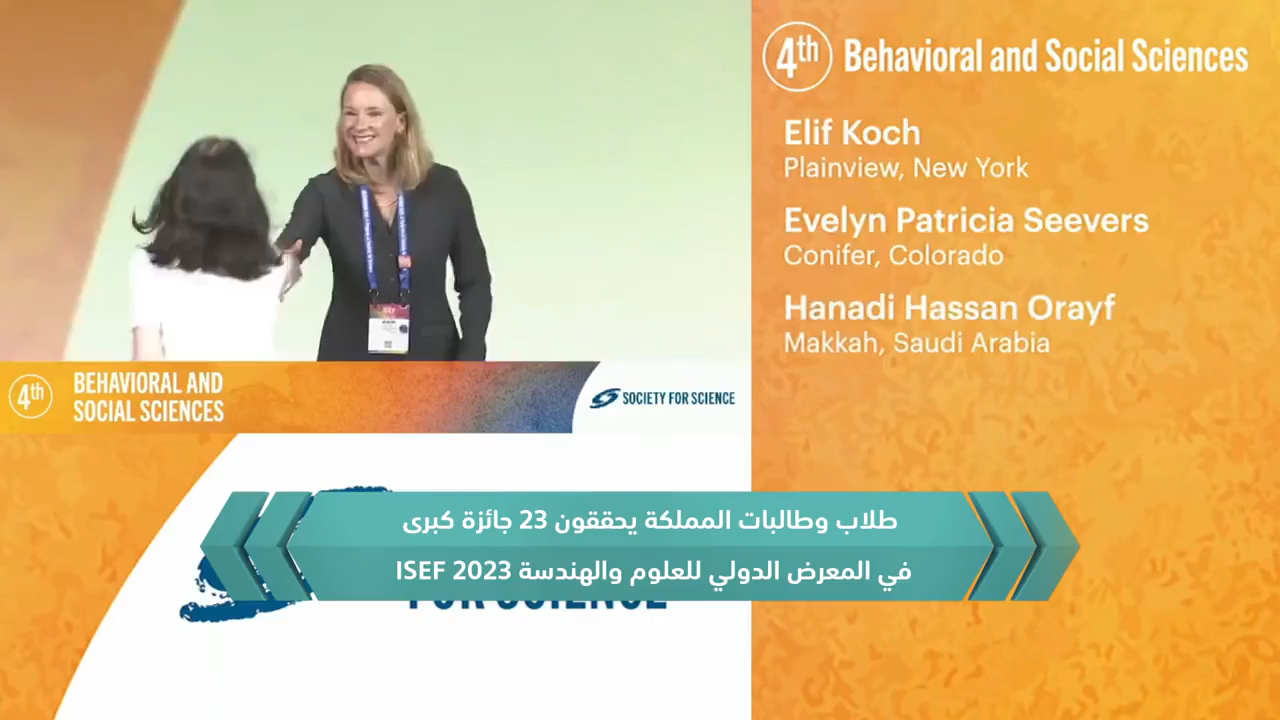 4th Behavioral and Social Sciences
Elif Koch
Plainview, New York
Evelyn Patricia Seevers
Conifer, Colorado
Hanadi Hassan Orayf
Makkah, Saudi Arabia
4th
BEHAVIORAL AND
SOCIAL SCIENCES
SOCIETY FOR SCIENCE
طلاب وطالبات المملكة يحققون 23 جائزة كبرى
في المعرض الدولي للعلوم والهندسة ISEF 2023
FOR SCIENCE